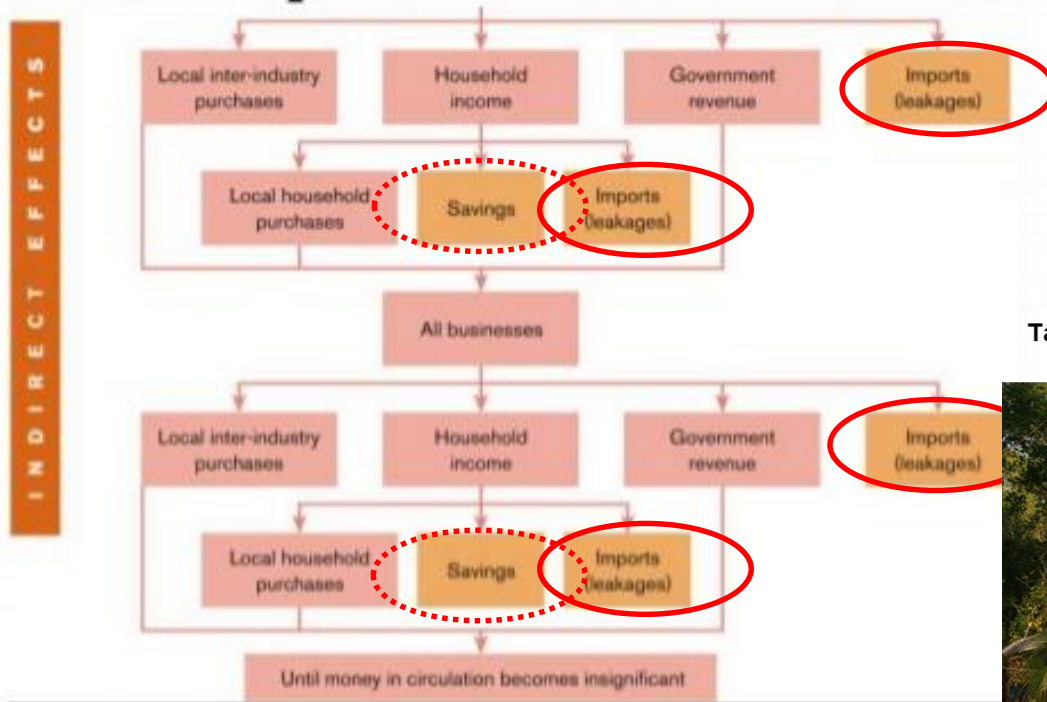 INDIRECT EFFECTS
Local inter-industry
purchases
Household
income
Government
revenue
Imports
(leakages)
Local household
purchases
Savings
Imports
(leakages)
All businesses
Local inter-industry
purchases
Household
income
Government
revenue
Imports
(leakages)
Local household
purchases
Savings
Imports
(leakages)
Until money in circulation becomes insignificant